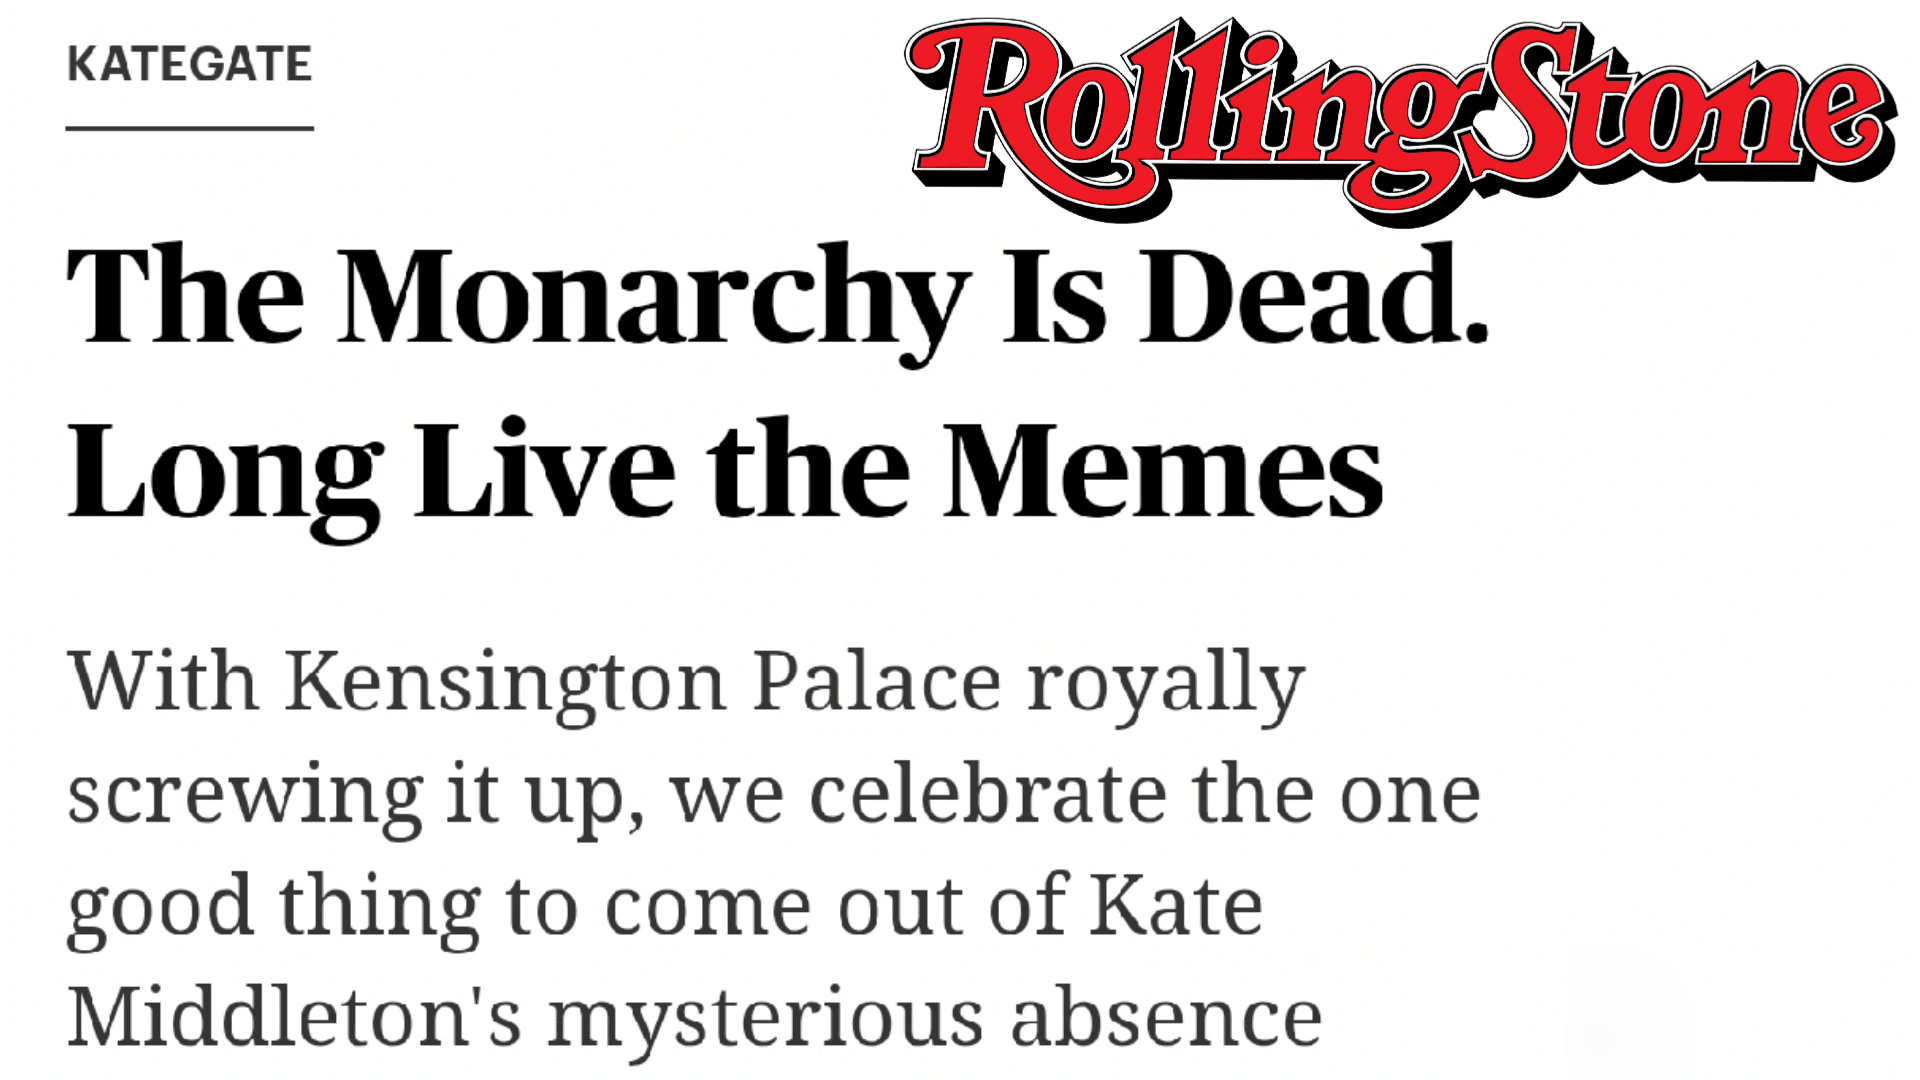 KATEGATE
RollingStone
The Monarchy Is Dead.
Long Live the Memes
With Kensington Palace royally
screwing it up, we celebrate the one
good thing to come out of Kate
Middleton's mysterious absence